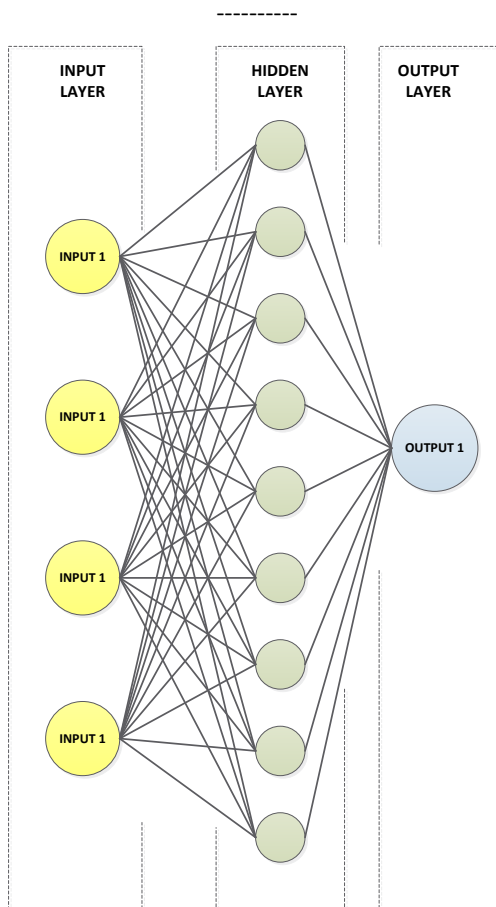 ----------
INPUT
LAYER
HIDDEN
LAYER
OUTPUT
LAYER
INPUT 1
INPUT 1
INPUT 1
INPUT 1
OUTPUT 1